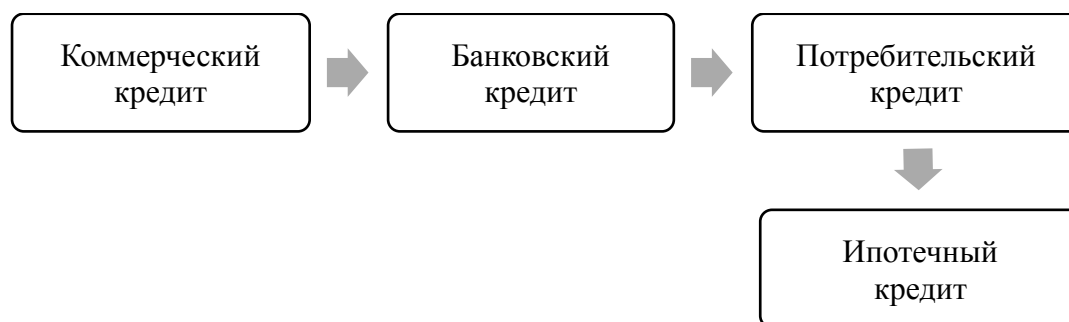 Коммерческий
кредит
Банковский
кредит
Потребительский
кредит
Ипотечный
кредит